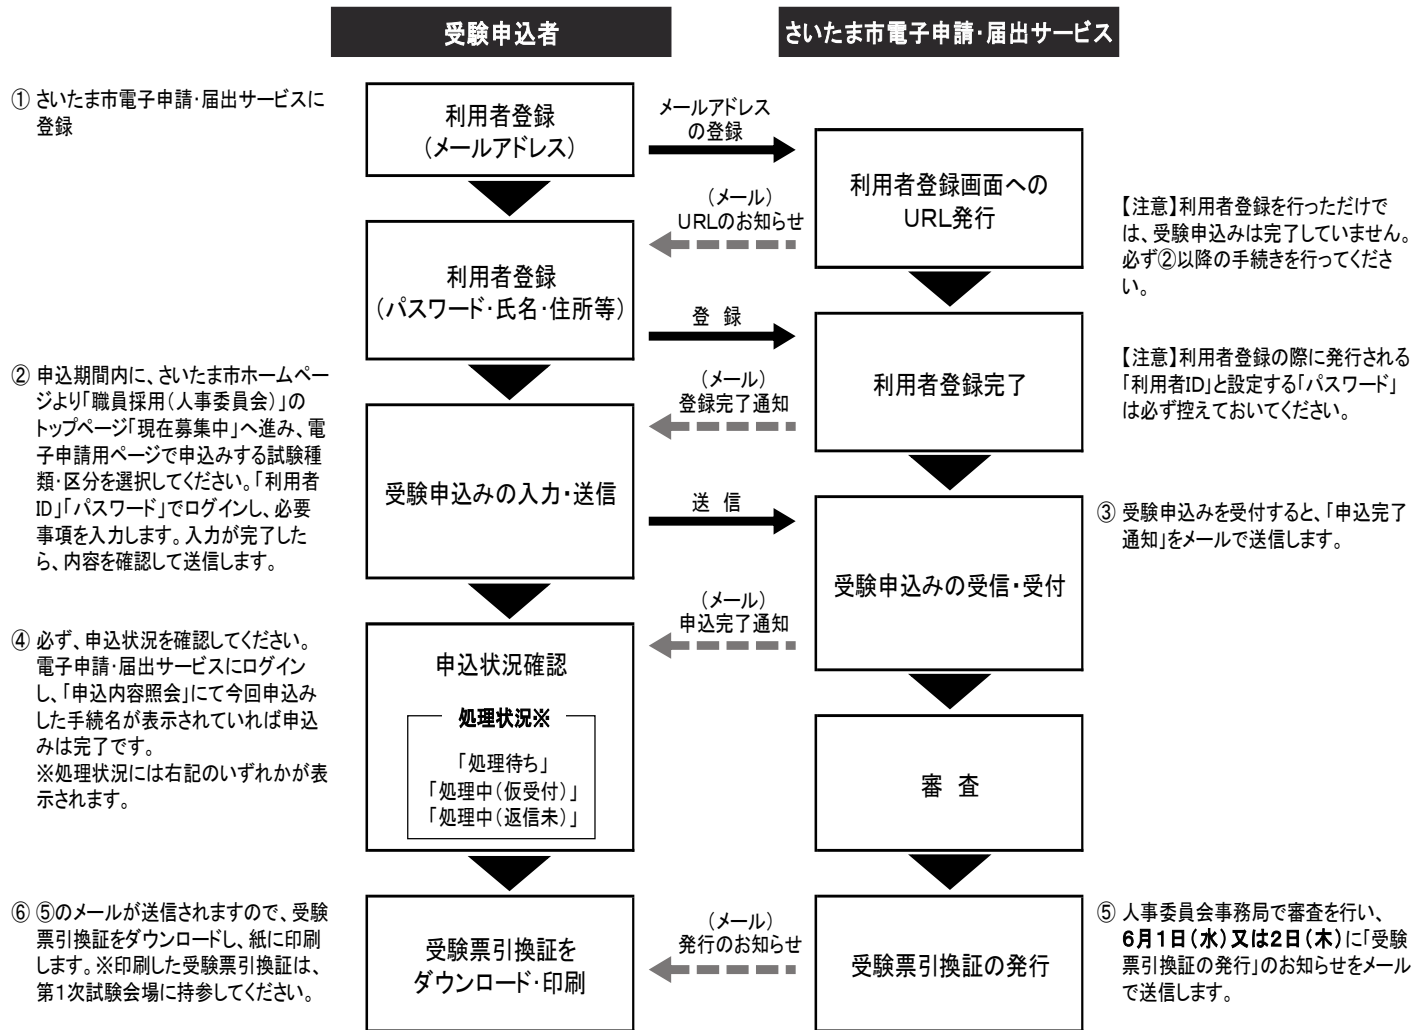 受験申込者
さいたま市電子申請・届出サービス
① さいたま市電子申請・届出サービスに
登録
利用者登録
（メールアドレス）
メールアドレス
の登録
利用者登録画面への
URL発行
（メール）
URLのお知らせ
【注意】利用者登録を行っただけで
は、受験申込みは完了していません。
必ず②以降の手続きを行ってくださ
い。
利用者登録
（パスワード・氏名・住所等）
登 録
利用者登録完了
【注意】利用者登録の際に発行される
「利用者ID」と設定する「パスワード」
は必ず控えておいてください。
（メール）
登録完了通知
② 申込期間内に、さいたま市ホームペー
ジより「職員採用（人事委員会）」の
トップページ「現在募集中」へ進み、電
子申請用ページで申込みする試験種
類・区分を選択してください。「利用者
ID」「パスワード」でログインし、必要
事項を入力します。入力が完了した
ら、内容を確認して送信します。
受験申込みの入力・送信
送 信
受験申込みの受信・受付
③ 受験申込みを受付すると、「申込完了
通知」をメールで送信します。
（メール）
申込完了通知
④ 必ず、申込状況を確認してください。
電子申請・届出サービスにログイン
し、「申込内容照会」にて今回申込み
した手続名が表示されていれば申込
みは完了です。
※処理状況には右記のいずれかが表
示されます。
申込状況確認
処理状況※
「処理待ち」
「処理中（仮受付）」
「処理中（返信未）」
審 査
⑥ ⑤のメールが送信されますので、受験
票引換証をダウンロードし、紙に印刷
します。※印刷した受験票引換証は、
第1次試験会場に持参してください。
受験票引換証を
ダウンロード・印刷
（メール）
発行のお知らせ
受験票引換証の発行
⑤ 人事委員会事務局で審査を行い、
6月1日（水）又は2日（木）に「受験
票引換証の発行」のお知らせをメール
で送信します。